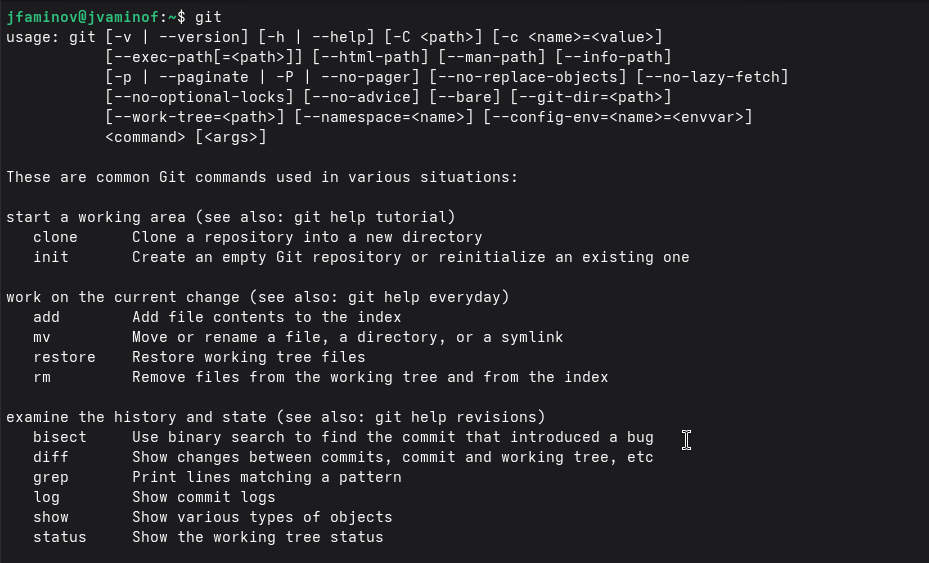 jfaminov@jvaminof:~$ git
usage: git [-v | --version] [-h | --help] [-C <path>] [-c <name>=<value>]
           [--exec-path[=<path>]] [--html-path] [--man-path] [--info-path]
           [-p | --paginate | -P | --no-pager] [--no-replace-objects] [--no-lazy-fetch]
           [--no-optional-locks] [--no-advice] [--bare] [--git-dir=<path>]
           [--work-tree=<path>] [--namespace=<name>] [--config-env=<name>=<envvar>]
           <command> [<args>]

These are common Git commands used in various situations:

start a working area (see also: git help tutorial)
   clone      Clone a repository into a new directory
   init       Create an empty Git repository or reinitialize an existing one

work on the current change (see also: git help everyday)
   add        Add file contents to the index
   mv         Move or rename a file, a directory, or a symlink
   restore    Restore working tree files
   rm         Remove files from the working tree and from the index

examine the history and state (see also: git help revisions)
   bisect     Use binary search to find the commit that introduced a bug
   diff       Show changes between commits, commit and working tree, etc
   grep       Print lines matching a pattern
   log        Show commit logs
   show       Show various types of objects
   status     Show the working tree status